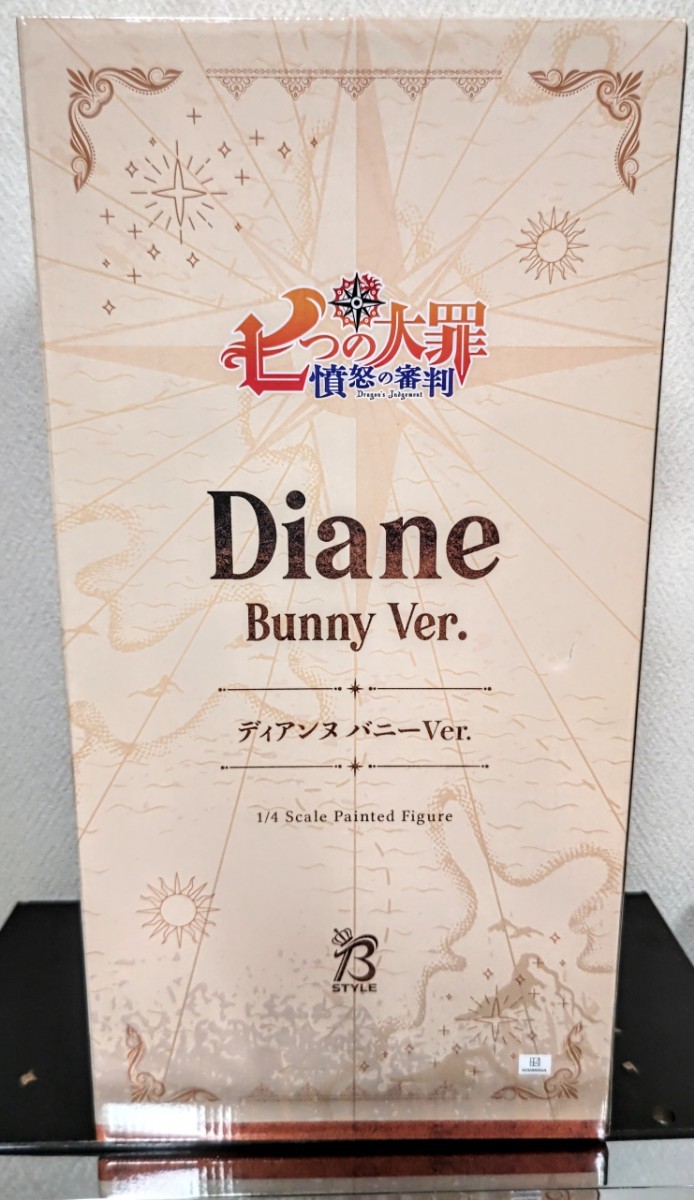 七つの大罪
憤怒の審判
Dragon's Judgement
Diane
Bunny Ver.
ディアンヌ バニーVer.
1/4 Scale Painted Figure
B
STYLE